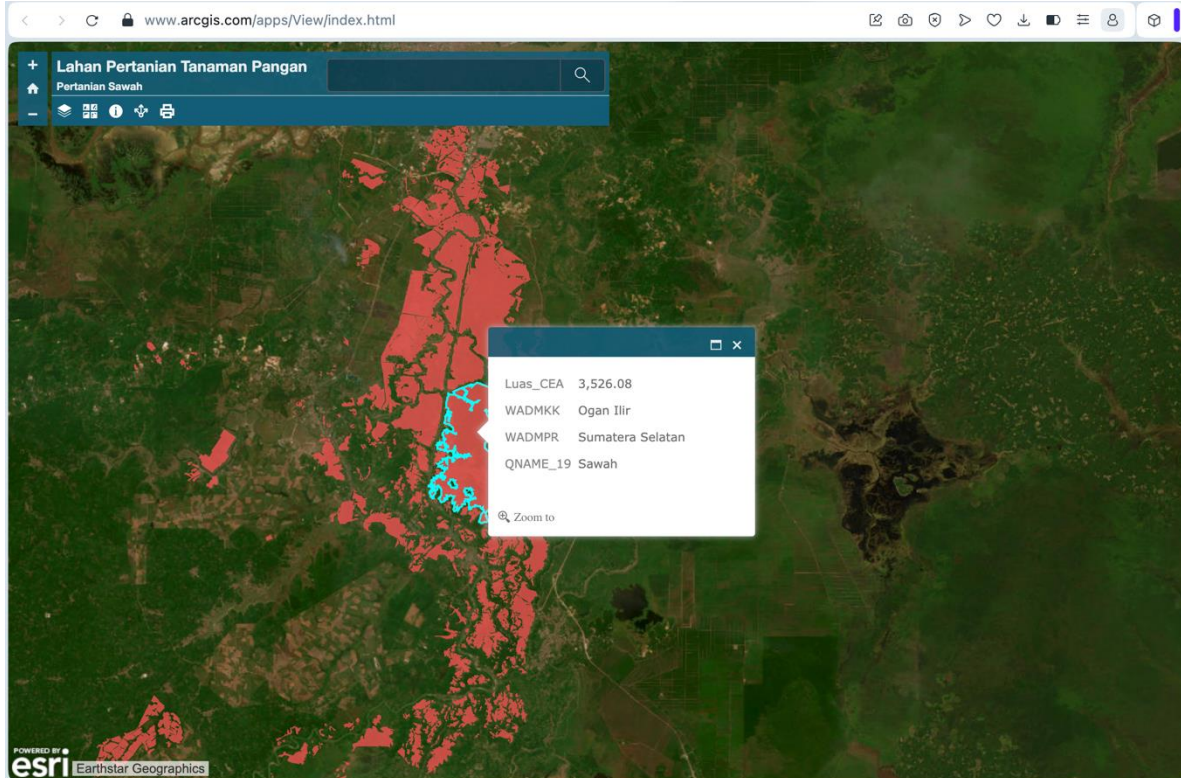 www.arcgis.com/apps/View/index.html
Lahan Pertanian Tanaman Pangan
Pertanian Sawah
Luas_CEA 3,526.08
WADMKK Ogan Ilir
WADMPR Sumatera Selatan
QNAME_19 Sawah
Zoom to
POWERED BY
esri Earthstar Geographics